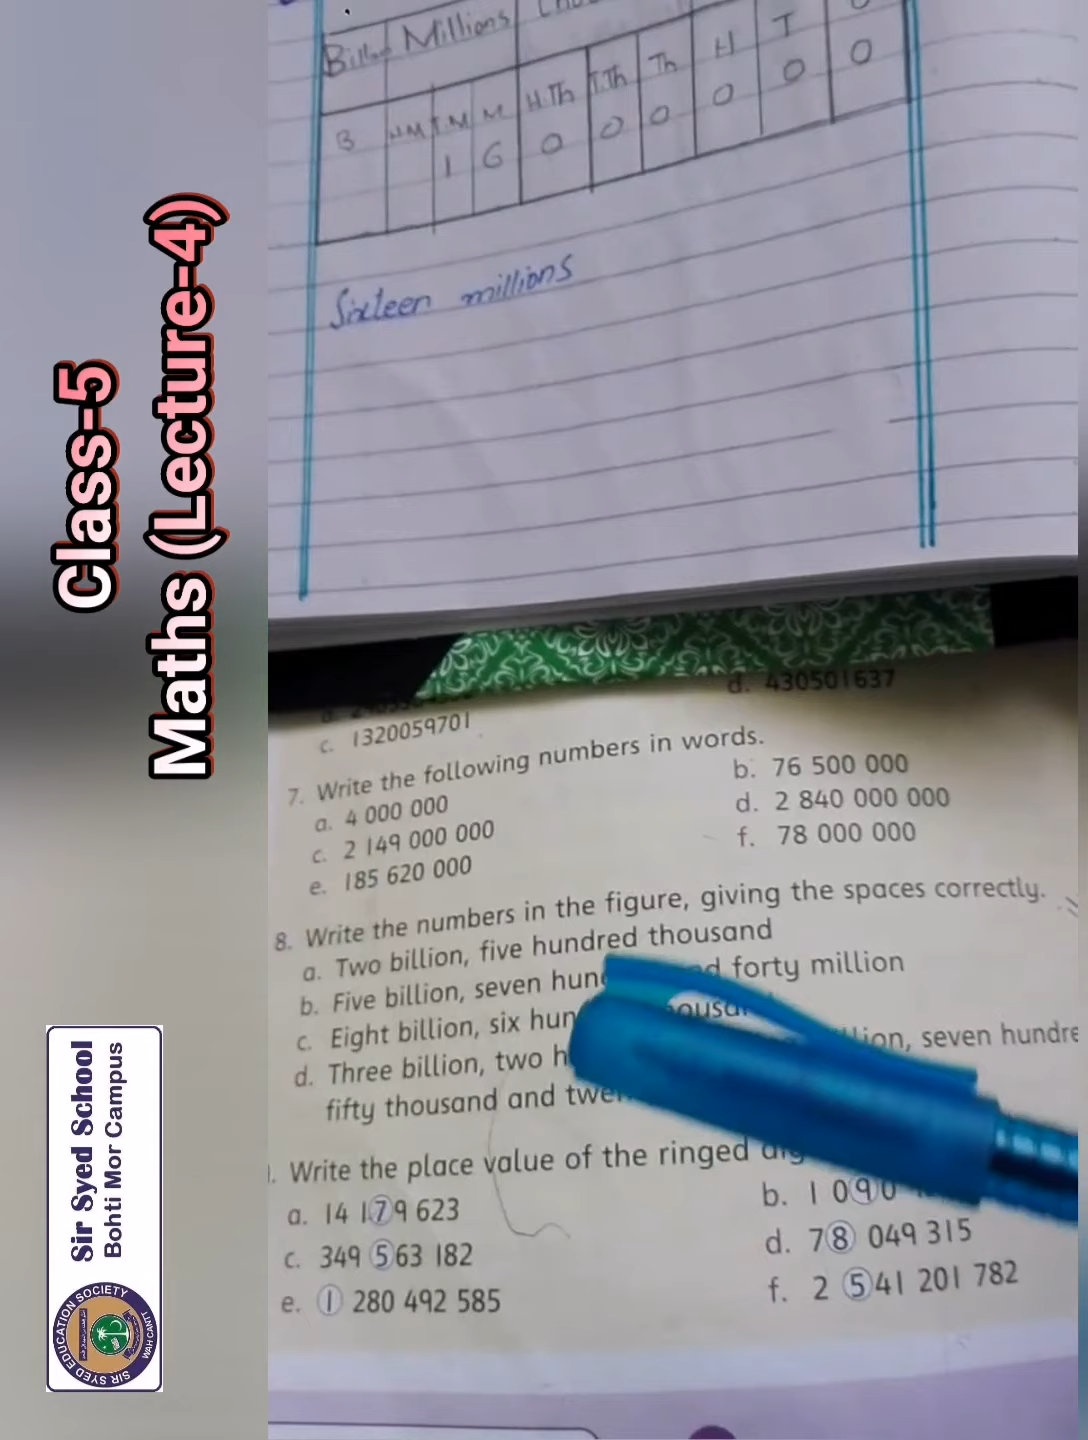 Class-5
Maths (Lecture-4)
Sir Syed School
Bohti Mor Campus
SIR SYED EDUCATION SOCIETY
WAH CANTT
Millions
B HM T.M M H.Th T.Th Th H T
1 6 0 0 0 0 0 0
Sixteen millions
d. 430501637
c. 1320059701
7. Write the following numbers in words.
a. 4 000 000
b. 76 500 000
c. 2 149 000 000
d. 2 840 000 000
e. 185 620 000
f. 78 000 000
8. Write the numbers in the figure, giving the spaces correctly.
a. Two billion, five hundred thousand
b. Five billion, seven hun d forty million
c. Eight billion, six hun ousa
d. Three billion, two h lion, seven hundre
fifty thousand and twe
. Write the place value of the ringed dig
a. 14 179 623
b. 1 090
c. 349 563 182
d. 78 049 315
e. 1 280 492 585
f. 2 541 201 782